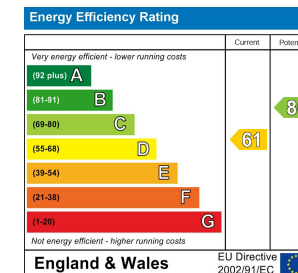 Energy Efficiency Rating
Current
Very energy efficient - lower running costs
(92 plus) A
(81-91) B
(69-80) C
(55-68) D
61
(39-54) E
(21-38) F
(1-20) G
Not energy efficient - higher running costs
England & Wales
EU Directive
2002/91/EC